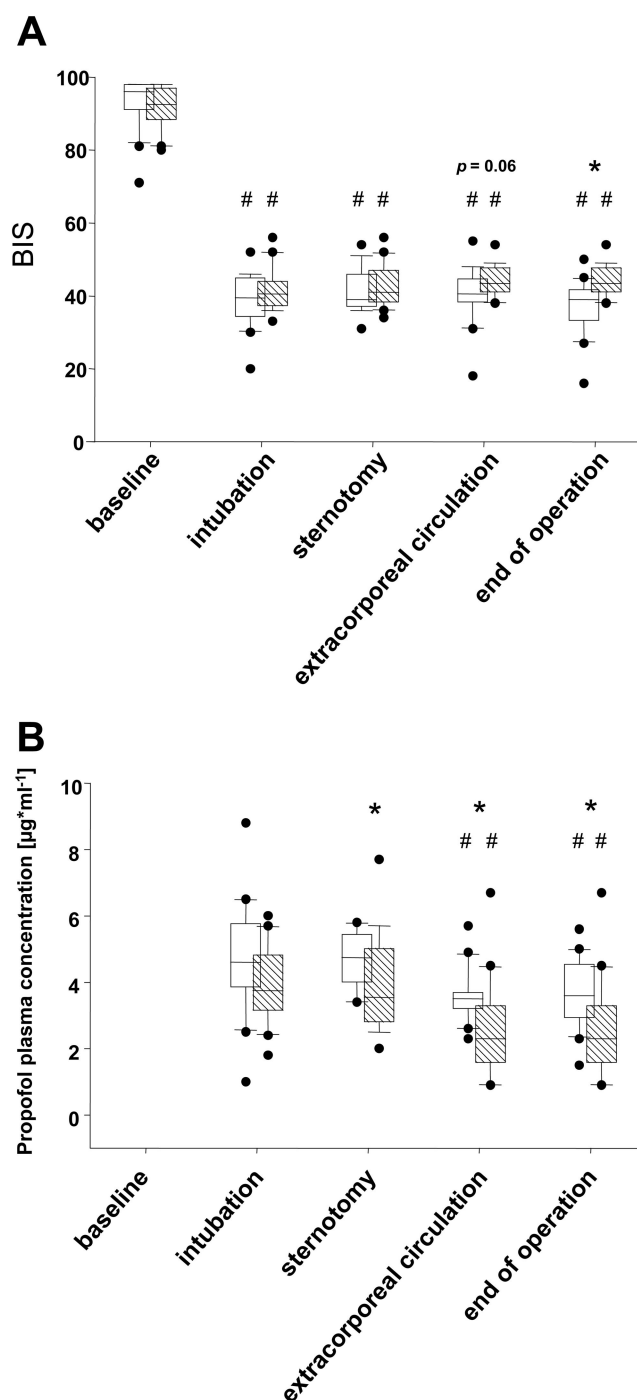 A
100
80
60
40
20
0
BIS
p = 0.06
*
# #
# #
# #
# #
baseline
intubation
sternotomy
extracorporeal circulation
end of operation
B
10
8
6
4
2
0
Propofol plasma concentration [µg*ml-1]
* * *
# # # #
baseline
intubation
sternotomy
extracorporeal circulation
end of operation